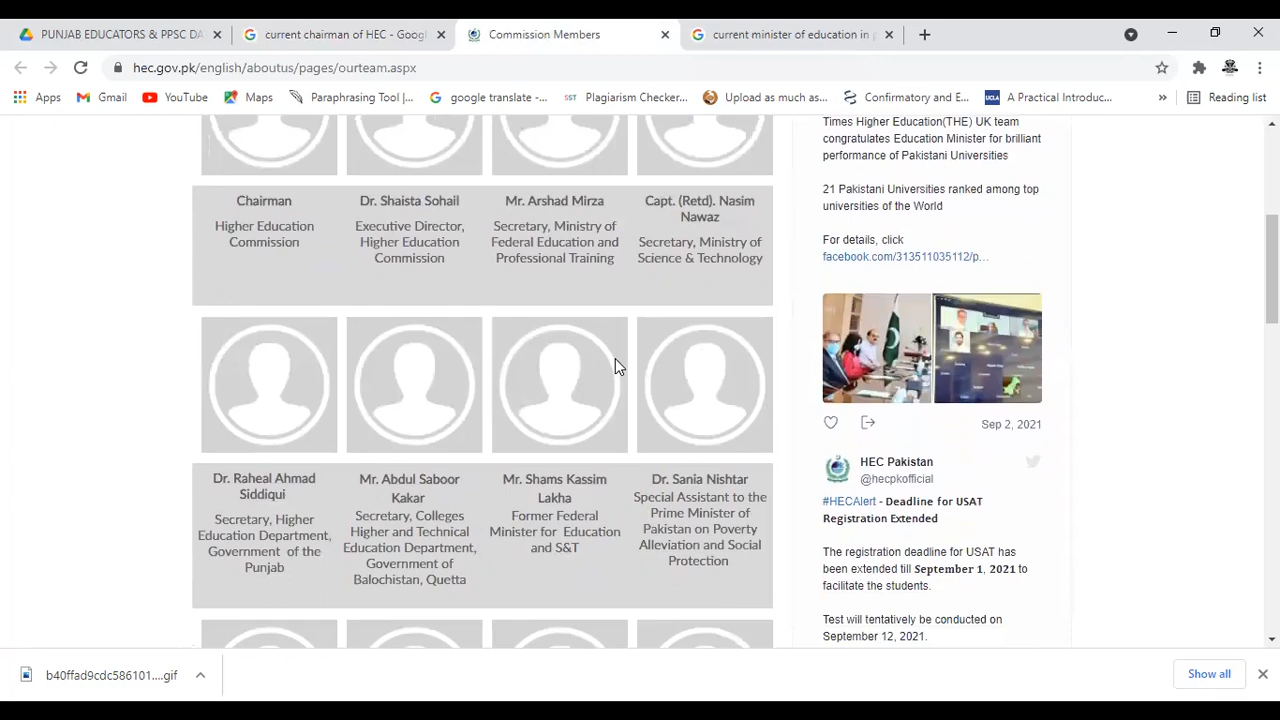 PUNJAB EDUCATORS & PPSC DA
current chairman of HEC - Googl
Commission Members
current minister of education in p
hec.gov.pk/english/aboutus/pages/ourteam.aspx
Apps
Gmail
YouTube
Maps
Paraphrasing Tool |...
google translate -...
SST
Plagiarism Checker...
Upload as much as...
Confirmatory and E...
UCLA
A Practical Introduc...
»
Reading list
Chairman
Higher Education
Commission
Dr. Shaista Sohail
Executive Director,
Higher Education
Commission
Mr. Arshad Mirza
Secretary, Ministry of
Federal Education and
Professional Training
Capt. (Retd). Nasim
Nawaz
Secretary, Ministry of
Science & Technology
Dr. Raheal Ahmad
Siddiqui
Secretary, Higher
Education Department,
Government of the
Punjab
Mr. Abdul Saboor
Kakar
Secretary, Colleges
Higher and Technical
Education Department,
Government of
Balochistan, Quetta
Mr. Shams Kassim
Lakha
Former Federal
Minister for Education
and S&T
Dr. Sania Nishtar
Special Assistant to the
Prime Minister of
Pakistan on Poverty
Alleviation and Social
Protection
Times Higher Education(THE) UK team
congratulates Education Minister for brilliant
performance of Pakistani Universities
21 Pakistani Universities ranked among top
universities of the World
For details, click
facebook.com/313511035112/p…
Sep 2, 2021
HEC Pakistan
@hecpkofficial
#HECAlert - Deadline for USAT
Registration Extended
The registration deadline for USAT has
been extended till September 1, 2021 to
facilitate the students.
Test will tentatively be conducted on
September 12, 2021.
b40ffad9cdc586101....gif
Show all